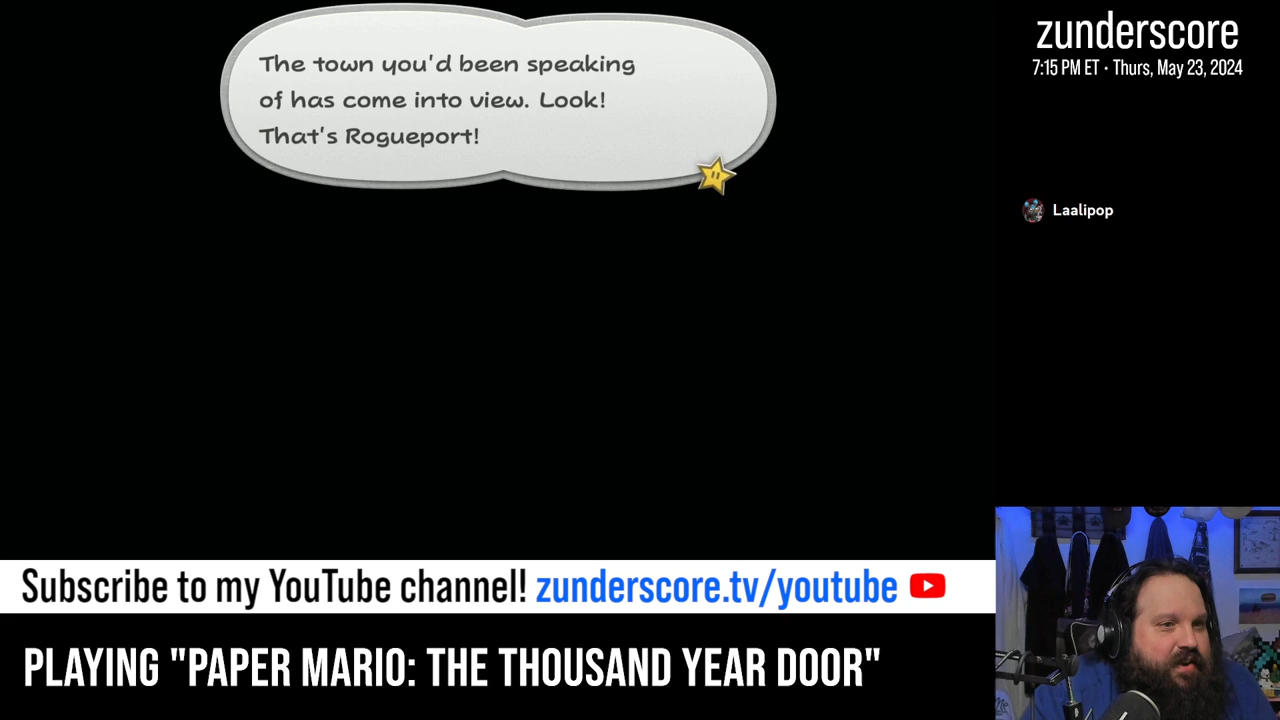 The town you'd been speaking
of has come into view. Look!
That's Rogueport!
zunderscore
7:15 PM ET • Thurs, May 23, 2024
Laalipop
Subscribe to my YouTube channel! zunderscore.tv/youtube
PLAYING "PAPER MARIO: THE THOUSAND YEAR DOOR"